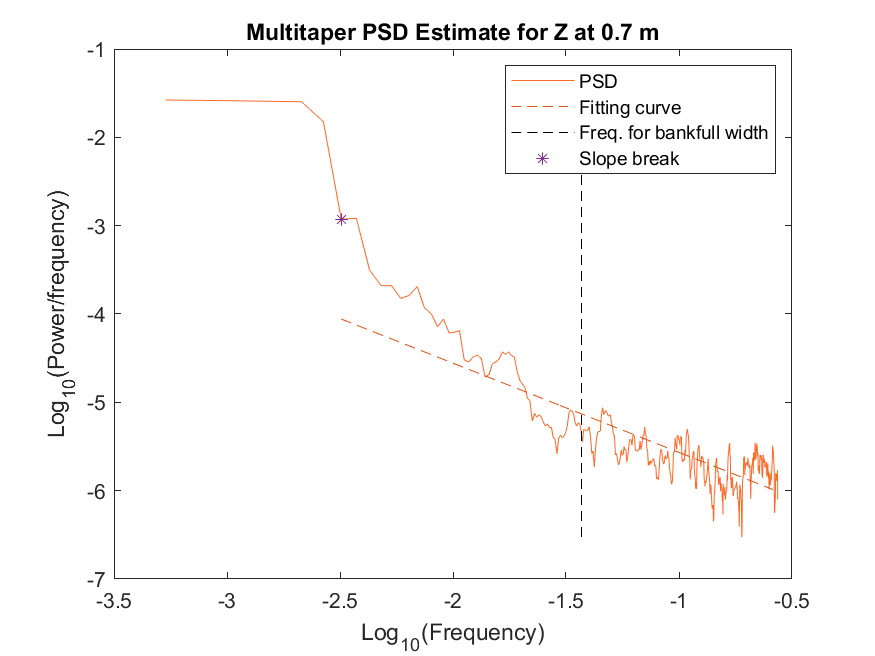 Multitaper PSD Estimate for Z at 0.7 m
PSD
Fitting curve
Freq. for bankfull width
Slope break
-1
-2
-3
-4
-5
-6
-7
Log10(Power/frequency)
-3.5 -3 -2.5 -2 -1.5 -1 -0.5
Log10(Frequency)